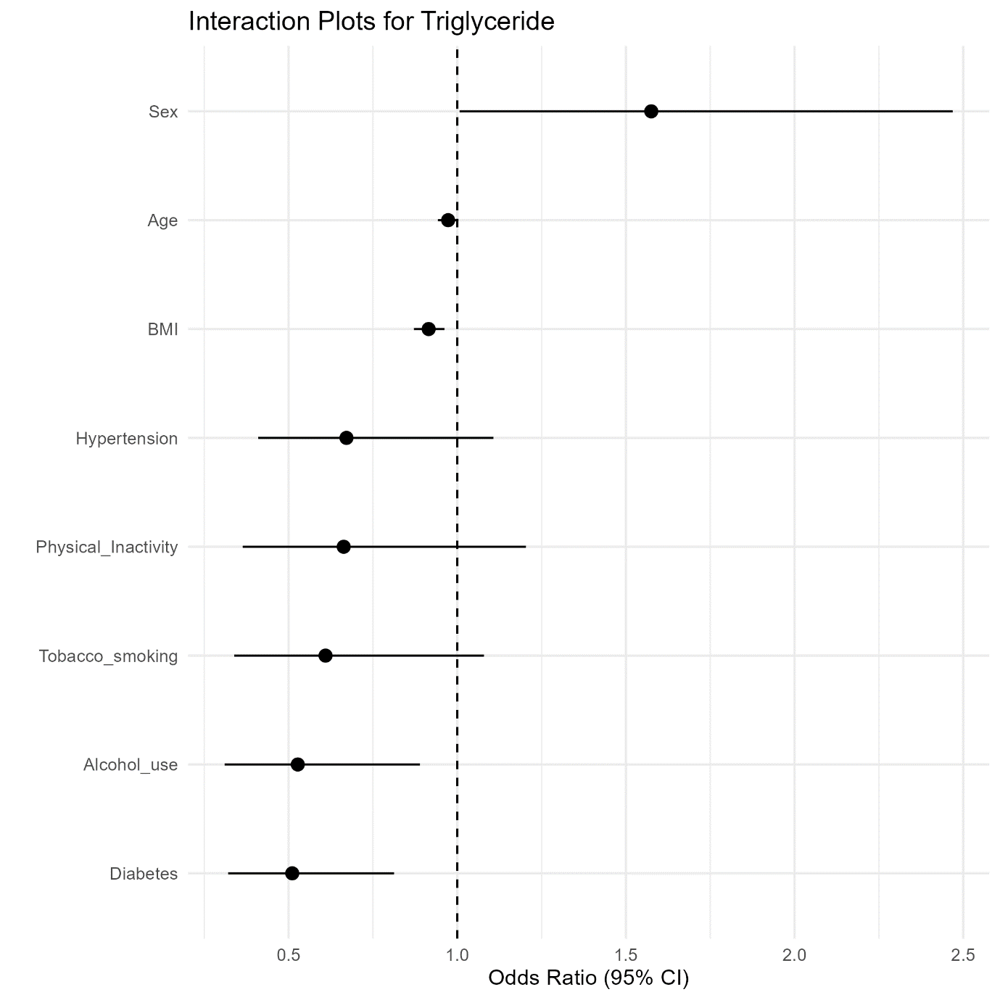 Interaction Plots for Triglyceride
Sex
Age
BMI
Hypertension
Physical_Inactivity
Tobacco_smoking
Alcohol_use
Diabetes
0.5 1.0 1.5 2.0 2.5
Odds Ratio (95% CI)